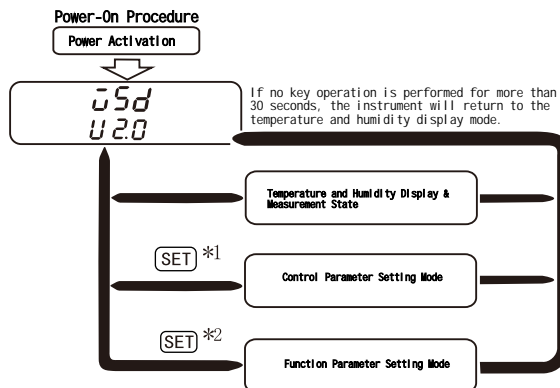 Power-On Procedure
Power Activation
ūSd
U 2.0
If no key operation is performed for more than
30 seconds, the instrument will return to the
temperature and humidity display mode.
Temperature and Humidity Display &
Measurement State
SET *1
Control Parameter Setting Mode
SET *2
Function Parameter Setting Mode